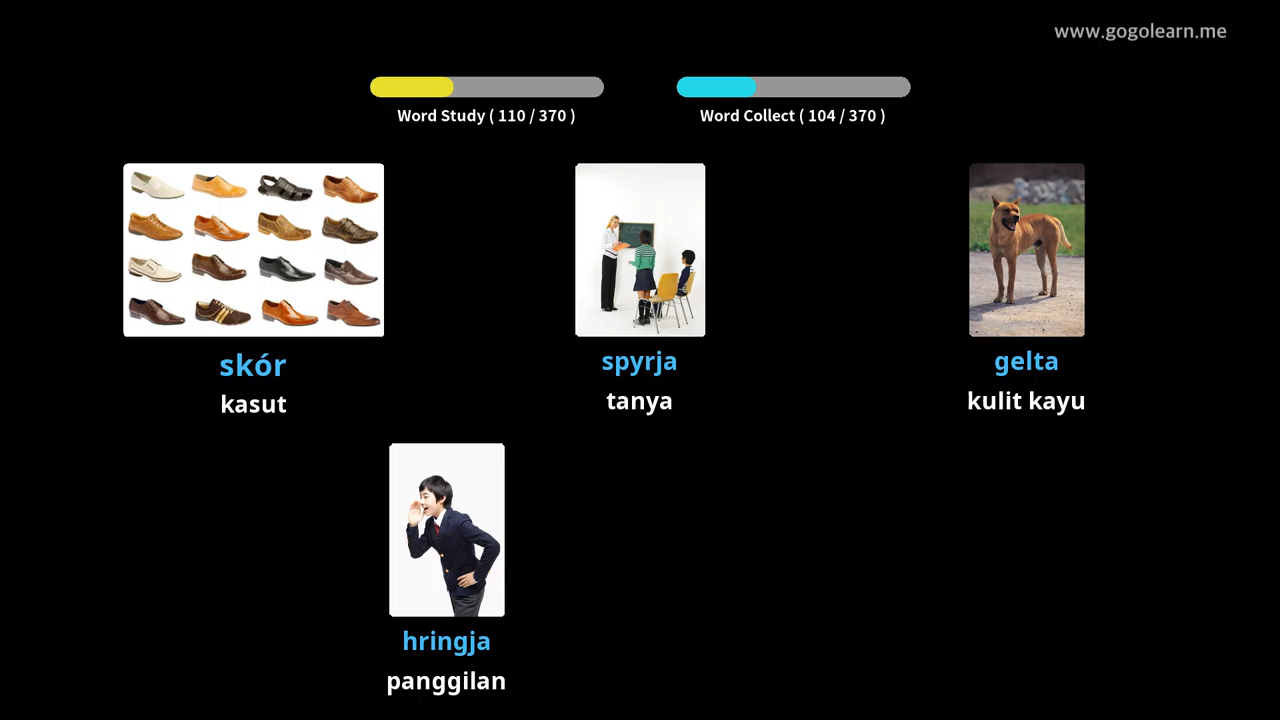 www.gogolearn.me
Word Study ( 110 / 370 )
Word Collect ( 104 / 370 )
skór
kasut
spyrja
tanya
gelta
kulit kayu
hringja
panggilan